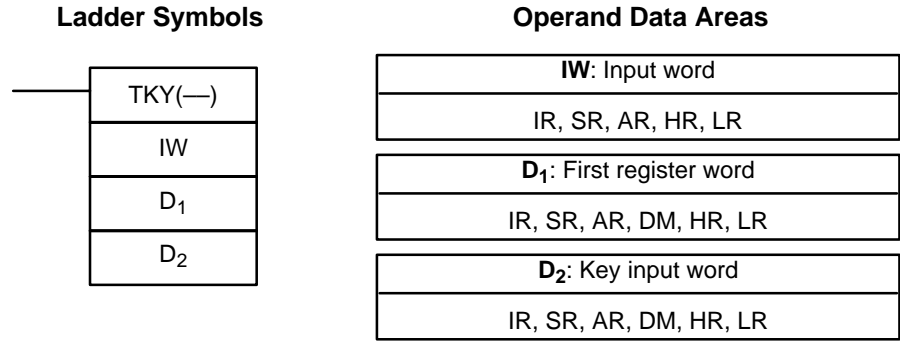 Ladder Symbols
TKY(—)
IW
D1
D2
Operand Data Areas
IW: Input word
IR, SR, AR, HR, LR
D1: First register word
IR, SR, AR, DM, HR, LR
D2: Key input word
IR, SR, AR, DM, HR, LR